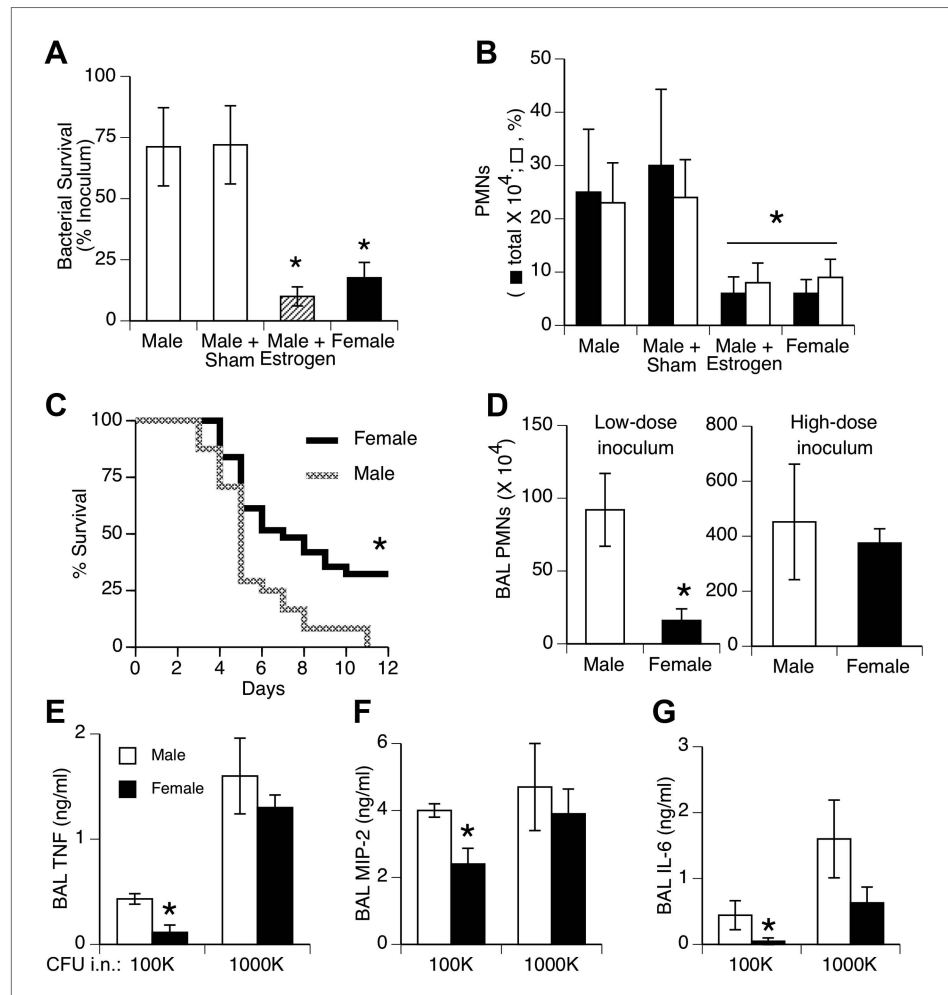 A
100
75
50
25
0
Bacterial Survival
(% Inoculum)
*
*
Male
Male +
Sham
Male +
Estrogen
Female
B
50
40
30
20
10
0
PMNs
( ■ total X 10⁴; □ , %)
*
Male
Male +
Sham
Male +
Estrogen
Female
C
100
75
50
25
0
% Survival
Female
Male
*
0 2 4 6 8 10 12
Days
D
150
100
50
0
BAL PMNs (X 10⁴)
Low-dose
inoculum
*
Male Female
800
600
400
200
0
High-dose
inoculum
Male Female
E
2
1
0
BAL TNF (ng/ml)
Male
Female
*
CFU i.n.: 100K 1000K
F
6
4
2
0
BAL MIP-2 (ng/ml)
*
100K 1000K
G
3
2
1
0
BAL IL-6 (ng/ml)
*
100K 1000K